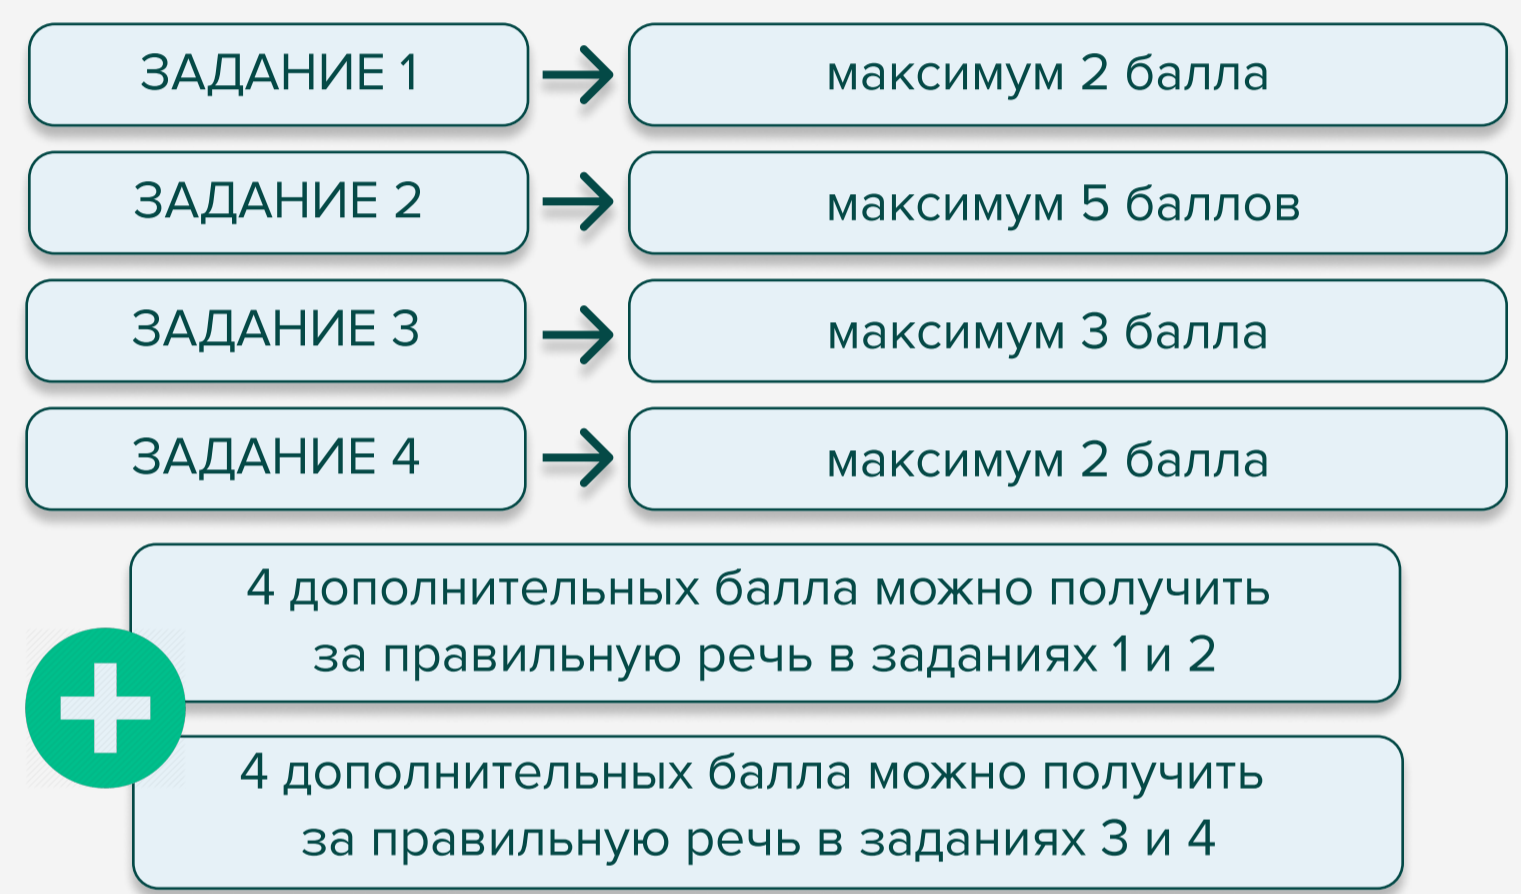 ЗАДАНИЕ 1
максимум 2 балла
ЗАДАНИЕ 2
максимум 5 баллов
ЗАДАНИЕ 3
максимум 3 балла
ЗАДАНИЕ 4
максимум 2 балла
4 дополнительных балла можно получить
за правильную речь в заданиях 1 и 2
4 дополнительных балла можно получить
за правильную речь в заданиях 3 и 4